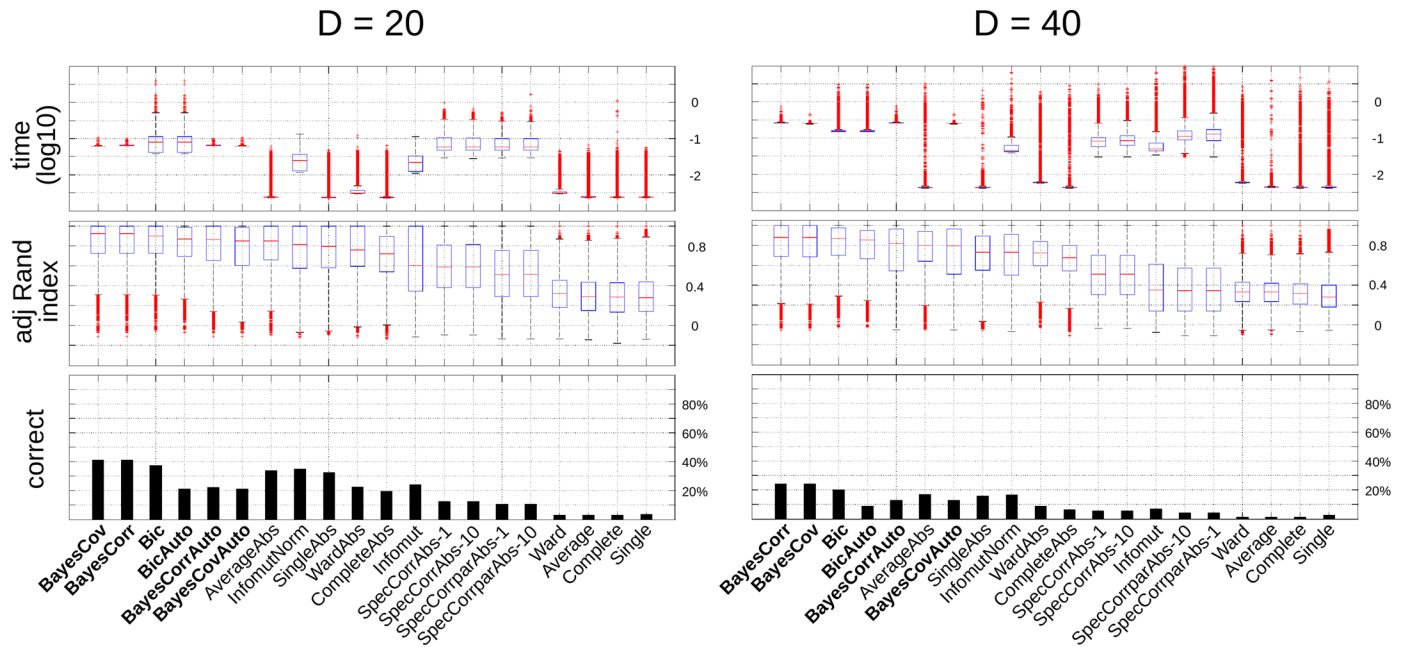 D = 20
D = 40
time
(log10)
0
-1
-2
0
-1
-2
adj Rand
index
0.8
0.4
0
0.8
0.4
0
correct
80%
60%
40%
20%
80%
60%
40%
20%
BayesCov
BayesCorr
Bic
BicAuto
BayesCorrAuto
BayesCovAuto
AverageAbs
InfomutNorm
SingleAbs
WardAbs
CompleteAbs
Infomut
SpecCorrAbs-1
SpecCorrAbs-10
SpecCorrparAbs-1
SpecCorrparAbs-10
Ward
Average
Complete
Single
BayesCorr
BayesCov
Bic
BicAuto
BayesCorrAuto
AverageAbs
BayesCovAuto
SingleAbs
InfomutNorm
WardAbs
CompleteAbs
SpecCorrAbs-1
SpecCorrAbs-10
Infomut
SpecCorrparAbs-10
SpecCorrparAbs-1
Ward
Average
Complete
Single